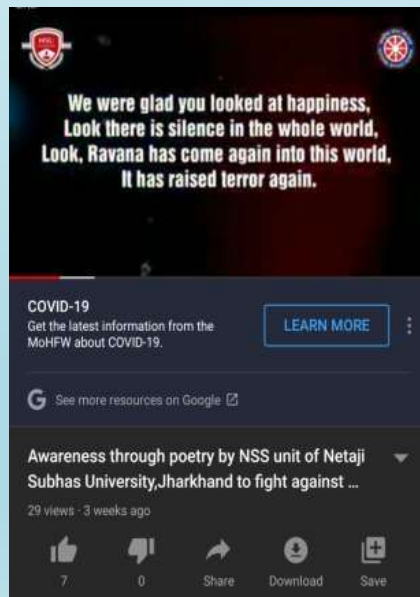 NSU
We were glad you looked at happiness,
Look there is silence in the whole world,
Look, Ravana has come again into this world,
It has raised terror again.
COVID-19
Get the latest information from the
MoHFW about COVID-19.
LEARN MORE
See more resources on Google
Awareness through poetry by NSS unit of Netaji
Subhas University,Jharkhand to fight against ...
29 views · 3 weeks ago
7
0
Share
Download
Save